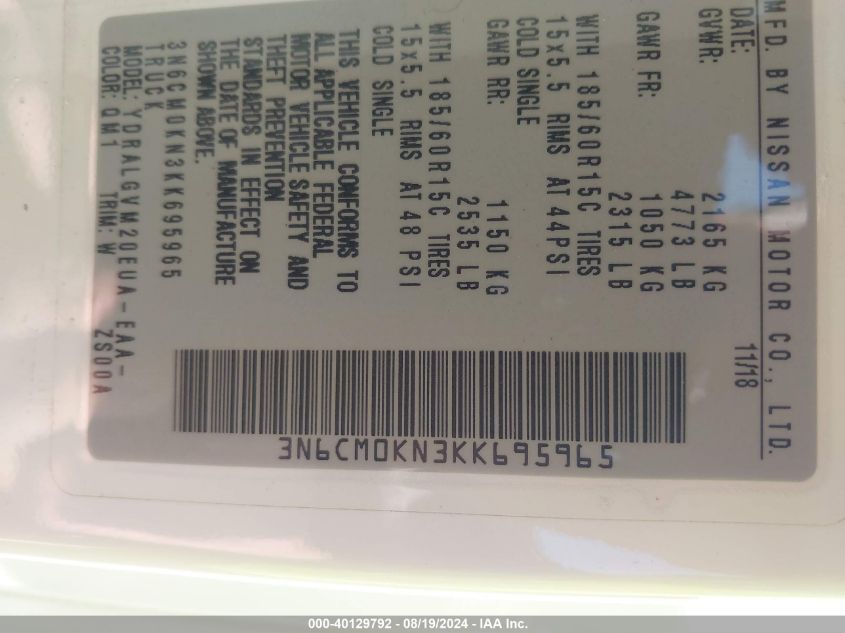 MFD. BY NISSAN MOTOR CO., LTD.
DATE: 11/18
GVWR: 2165 KG
4773 LB
GAWR FR: 1050 KG
2315 LB
WITH 185/60R15C TIRES
15x5.5 RIMS AT 44PSI
COLD SINGLE
GAWR RR: 1150 KG
2535 LB
WITH 185/60R15C TIRES
15x5.5 RIMS AT 48 PSI
COLD SINGLE
THIS VEHICLE CONFORMS TO
ALL APPLICABLE FEDERAL
MOTOR VEHICLE SAFETY AND
THEFT PREVENTION
STANDARDS IN EFFECT ON
THE DATE OF MANUFACTURE
SHOWN ABOVE.
3N6CM0KN3KK695965
TRUCK
MODEL: YDRALGVM20EUA-EAA-
COLOR: QM1 TRIM: W ZS00A
3N6CM0KN3KK695965
000-40129792 - 08/19/2024 - IAA Inc.